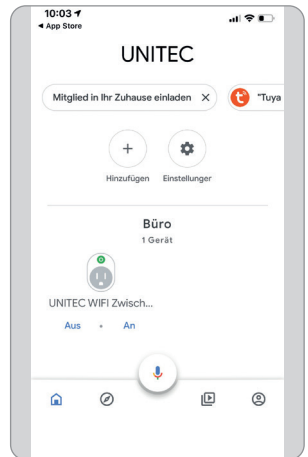 10:03
◀ App Store
UNITEC
Mitglied in Ihr Zuhause einladen ×
"Tuya
Hinzufügen
Einstellunger
Büro
1 Gerät
UNITEC WIFI Zwisch...
Aus • An